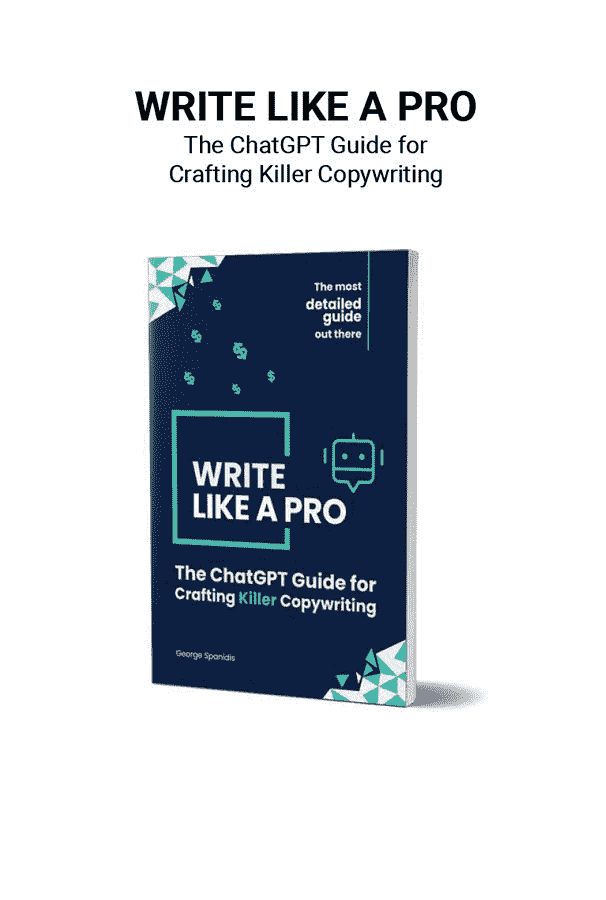 WRITE LIKE A PRO
The ChatGPT Guide for
Crafting Killer Copywriting
The most
detailed
guide
out there
$
WRITE
LIKE A PRO
The ChatGPT Guide for
Crafting Killer Copywriting
George Spanidis